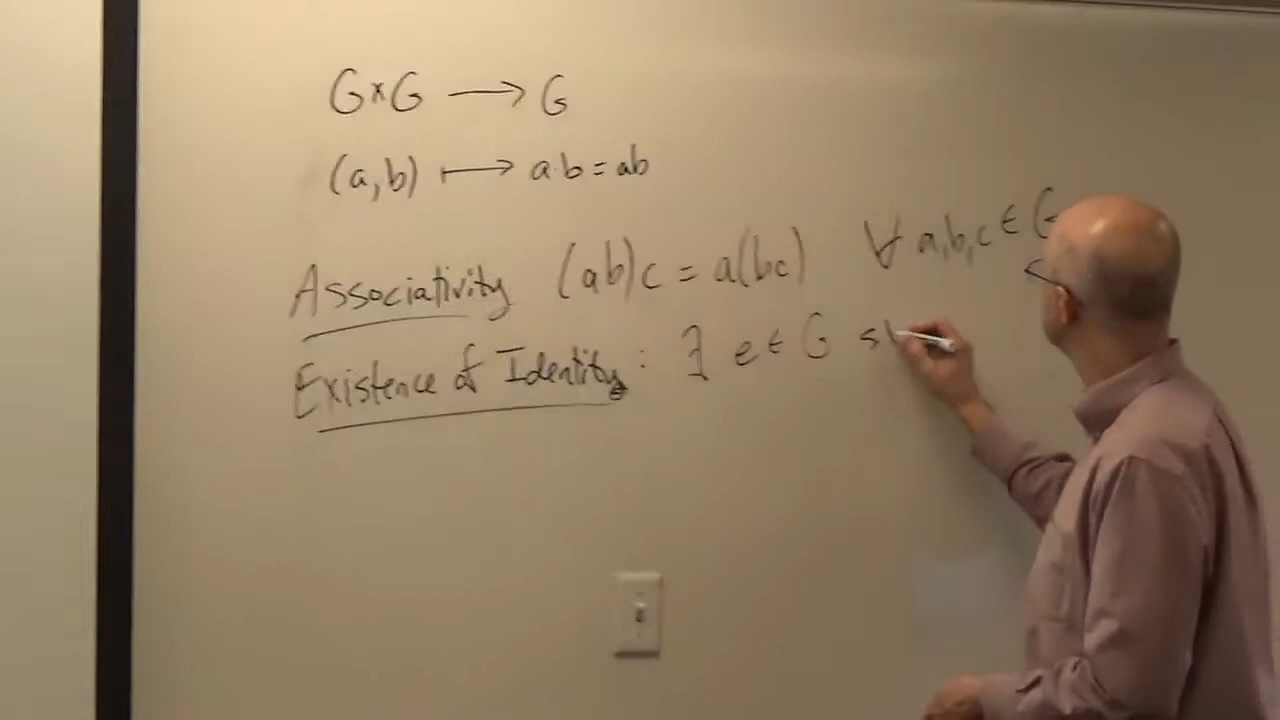 G×G ⟶ G
(a,b) ⟼ a·b = ab
Associativity (ab)c = a(bc) ∀ a,b,c ∈ G
Existence of Identity : ∃ e ∈ G